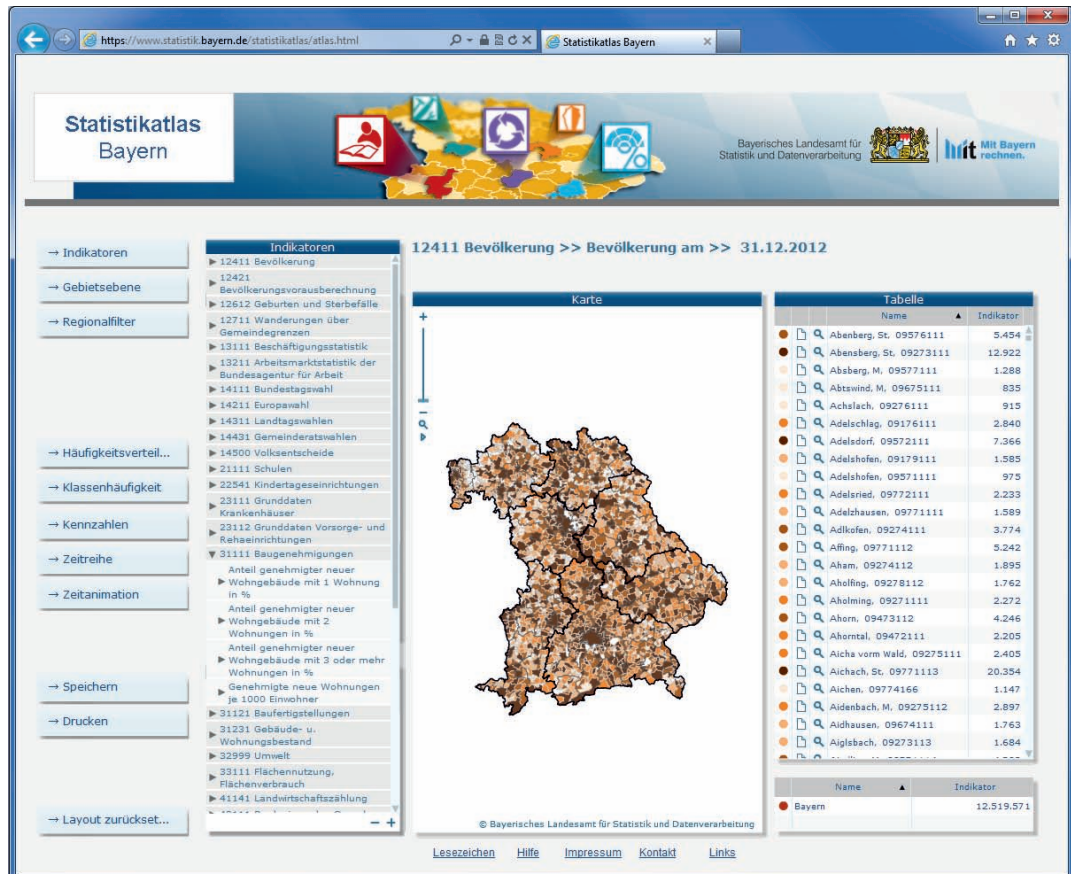 https://www.statistik.bayern.de/statistikatlas/atlas.html
Statistikatlas Bayern
Statistikatlas
Bayern
Bayerisches Landesamt für
Statistik und Datenverarbeitung
Mit Bayern
rechnen.
→ Indikatoren
→ Gebietsebene
→ Regionalfilter
→ Häufigkeitsverteil...
→ Klassenhäufigkeit
→ Kennzahlen
→ Zeitreihe
→ Zeitanimation
→ Speichern
→ Drucken
→ Layout zurückset...
Indikatoren
12411 Bevölkerung
12421
Bevölkerungsvorausberechnung
12612 Geburten und Sterbefälle
12711 Wanderungen über
Gemeindegrenzen
13111 Beschäftigungsstatistik
13211 Arbeitsmarktstatistik der
Bundesagentur für Arbeit
14111 Bundestagswahl
14211 Europawahl
14311 Landtagswahlen
14431 Gemeinderatswahlen
14500 Volksentscheide
21111 Schulen
22541 Kindertageseinrichtungen
23111 Grunddaten
Krankenhäuser
23112 Grunddaten Vorsorge- und
Rehaeinrichtungen
31111 Baugenehmigungen
Anteil genehmigter neuer
Wohngebäude mit 1 Wohnung
in %
Anteil genehmigter neuer
Wohngebäude mit 2
Wohnungen in %
Anteil genehmigter neuer
Wohngebäude mit 3 oder mehr
Wohnungen in %
Genehmigte neue Wohnungen
je 1000 Einwohner
31121 Baufertigstellungen
31231 Gebäude- u.
Wohnungsbestand
32999 Umwelt
33111 Flächennutzung,
Flächenverbrauch
41141 Landwirtschaftszählung
12411 Bevölkerung >> Bevölkerung am >> 31.12.2012
Karte
© Bayerisches Landesamt für Statistik und Datenverarbeitung
Tabelle
Name Indikator
Abenberg, St, 09576111 5.454
Abensberg, St, 09273111 12.922
Absberg, M, 09577111 1.288
Abtswind, M, 09675111 835
Achslach, 09276111 915
Adelschlag, 09176111 2.840
Adelsdorf, 09572111 7.366
Adelshofen, 09179111 1.585
Adelshofen, 09571111 975
Adelsried, 09772111 2.233
Adelzhausen, 09771111 1.589
Adlkofen, 09274111 3.774
Affing, 09771112 5.242
Aham, 09274112 1.895
Aholfing, 09278112 1.762
Aholming, 09271111 2.272
Ahorn, 09473112 4.246
Ahorntal, 09472111 2.205
Aicha vorm Wald, 09275111 2.405
Aichach, St, 09771113 20.354
Aichen, 09774166 1.147
Aidenbach, M, 09275112 2.897
Aidhausen, 09674111 1.763
Aiglsbach, 09273113 1.684
Name Indikator
Bayern 12.519.571
Lesezeichen Hilfe Impressum Kontakt Links